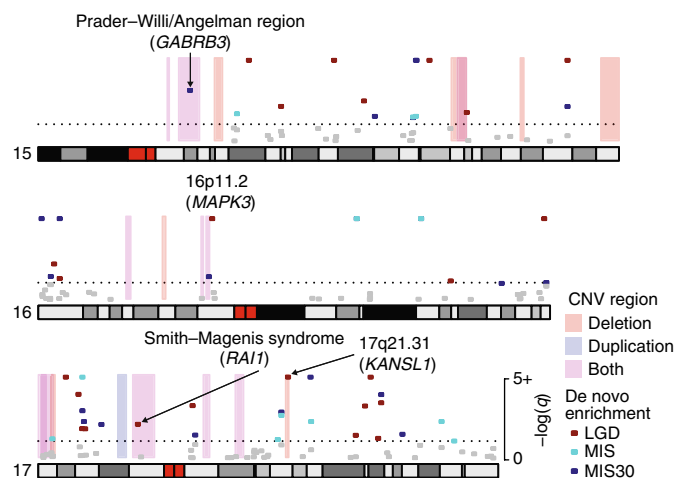 Prader–Willi/Angelman region
(GABRB3)
15
16p11.2
(MAPK3)
16
CNV region
Deletion
Duplication
Both
De novo
enrichment
LGD
MIS
MIS30
Smith–Magenis syndrome
(RAI1)
17q21.31
(KANSL1)
5+
–log(q)
0
17